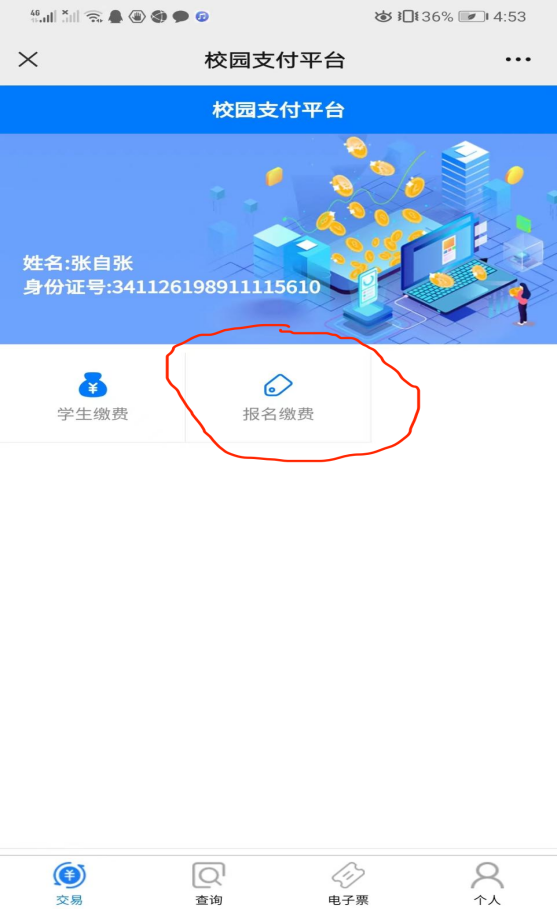 4G 36% 4:53
校园支付平台
校园支付平台
姓名:张自张
身份证号:341126198911115610
学生缴费 报名缴费
交易 查询 电子票 个人